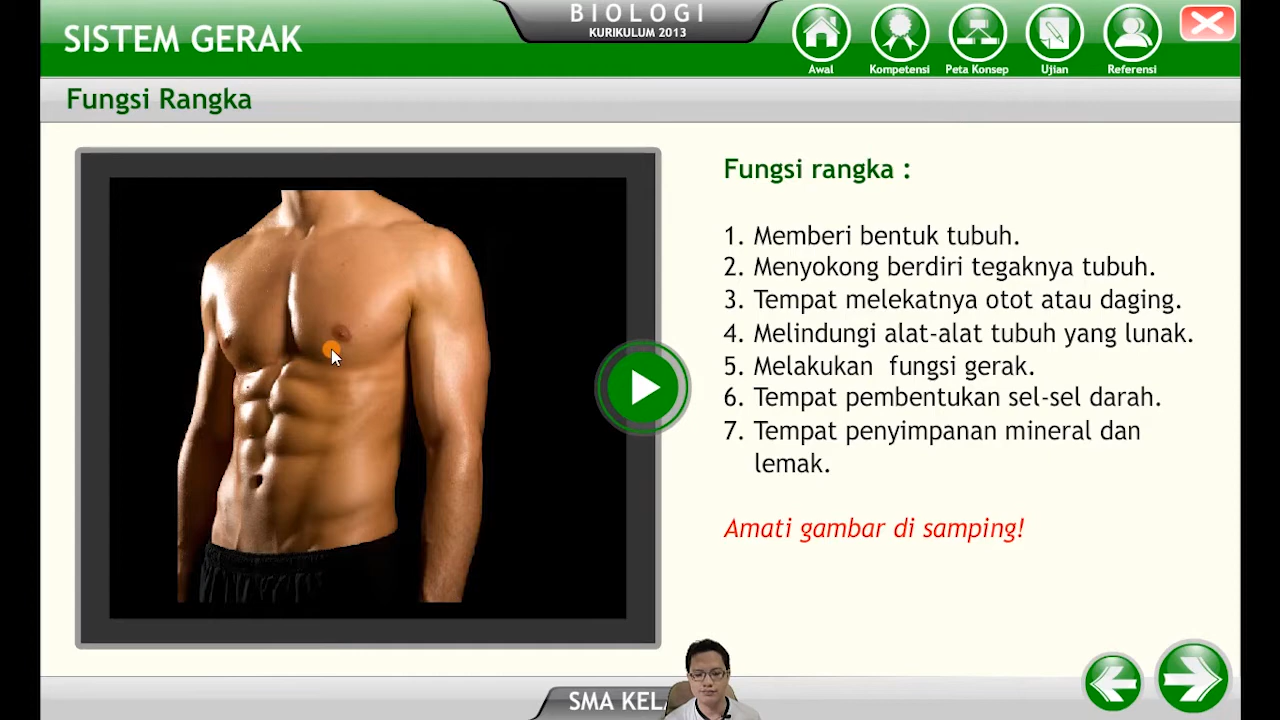 BIOLOGI
KURIKULUM 2013
SISTEM GERAK
Awal
Kompetensi
Peta Konsep
Ujian
Referensi
Fungsi Rangka
Fungsi rangka :
1. Memberi bentuk tubuh.
2. Menyokong berdiri tegaknya tubuh.
3. Tempat melekatnya otot atau daging.
4. Melindungi alat-alat tubuh yang lunak.
5. Melakukan fungsi gerak.
6. Tempat pembentukan sel-sel darah.
7. Tempat penyimpanan mineral dan
lemak.
Amati gambar di samping!
SMA